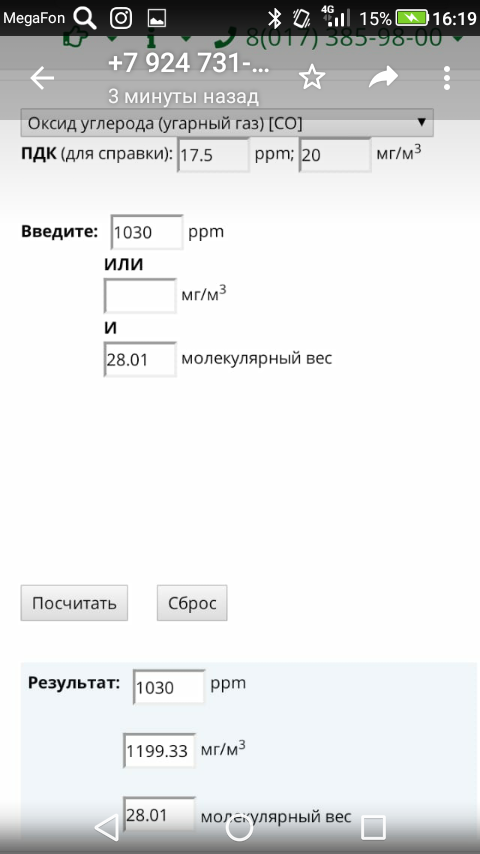 MegaFon 4G 15% 16:19
8(017) 385-98-00
+7 924 731-...
3 минуты назад
Оксид углерода (угарный газ) [CO]
ПДК (для справки): 17.5 ppm; 20 мг/м³
Введите: 1030 ppm
ИЛИ
мг/м³
И
28.01 молекулярный вес
Посчитать Сброс
Результат: 1030 ppm
1199.33 мг/м³
28.01 молекулярный вес